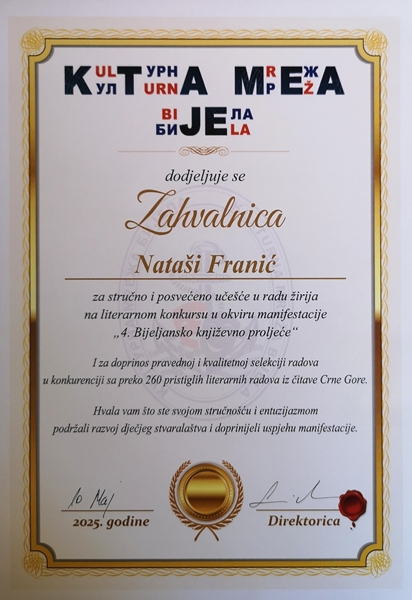 KULTURNA MREŽA
КУЛТУРНА МРЕЖА
BIJELA
БИЈЕЛА
dodjeljuje se
Zahvalnica
Nataši Franić
za stručno i posvećeno učešće u radu žirija
na literarnom konkursu u okviru manifestacije
„4. Bijeljansko književno proljeće“
I za doprinos pravednoj i kvalitetnoj selekciji radova
u konkurenciji sa preko 260 pristiglih literarnih radova iz čitave Crne Gore.
Hvala vam što ste svojom stručnošću i entuzijazmom
podržali razvoj dječjeg stvaralaštva i doprinijeli uspjehu manifestacije.
10 Maj
2025. godine
Direktorica